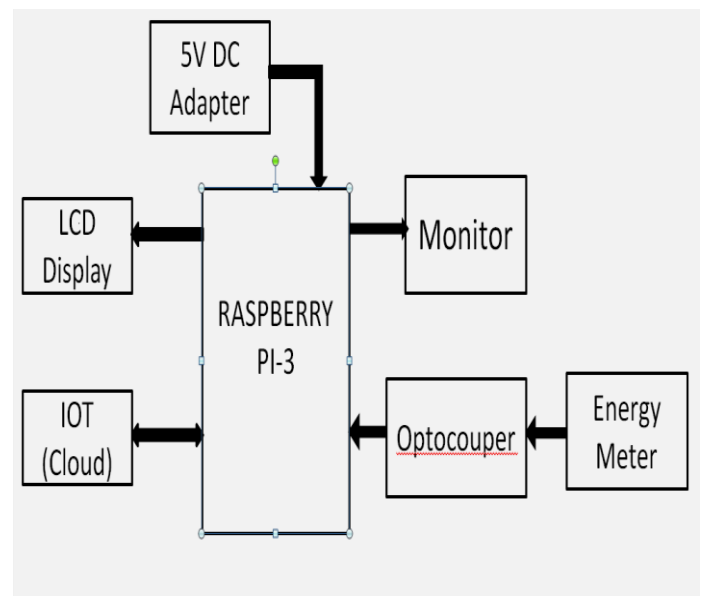 5V DC
Adapter
LCD
Display
Monitor
RASPBERRY
PI-3
IOT
(Cloud)
Optocouper
Energy
Meter